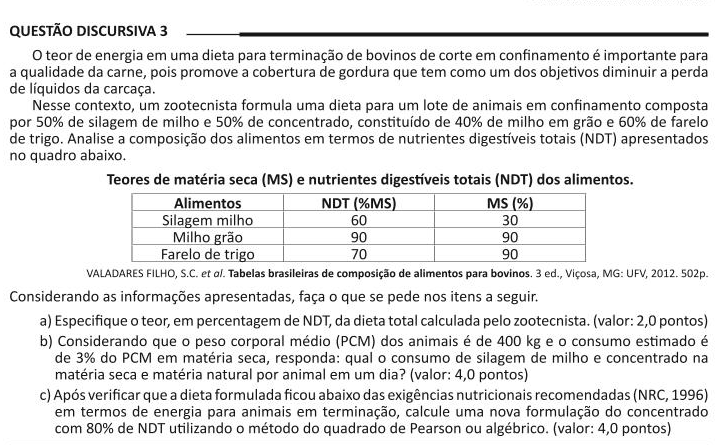 QUESTÃO DISCURSIVA 3
O teor de energia em uma dieta para terminação de bovinos de corte em confinamento é importante para
a qualidade da carne, pois promove a cobertura de gordura que tem como um dos objetivos diminuir a perda
de líquidos da carcaça.
Nesse contexto, um zootecnista formula uma dieta para um lote de animais em confinamento composta
por 50% de silagem de milho e 50% de concentrado, constituído de 40% de milho em grão e 60% de farelo
de trigo. Analise a composição dos alimentos em termos de nutrientes digestíveis totais (NDT) apresentados
no quadro abaixo.
Teores de matéria seca (MS) e nutrientes digestíveis totais (NDT) dos alimentos.
Alimentos NDT (%MS) MS (%)
Silagem milho 60 30
Milho grão 90 90
Farelo de trigo 70 90
VALADARES FILHO, S.C. et al. Tabelas brasileiras de composição de alimentos para bovinos. 3 ed., Viçosa, MG: UFV, 2012. 502p.
Considerando as informações apresentadas, faça o que se pede nos itens a seguir.
a) Especifique o teor, em percentagem de NDT, da dieta total calculada pelo zootecnista. (valor: 2,0 pontos)
b) Considerando que o peso corporal médio (PCM) dos animais é de 400 kg e o consumo estimado é
de 3% do PCM em matéria seca, responda: qual o consumo de silagem de milho e concentrado na
matéria seca e matéria natural por animal em um dia? (valor: 4,0 pontos)
c) Após verificar que a dieta formulada ficou abaixo das exigências nutricionais recomendadas (NRC, 1996)
em termos de energia para animais em terminação, calcule uma nova formulação do concentrado
com 80% de NDT utilizando o método do quadrado de Pearson ou algébrico. (valor: 4,0 pontos)